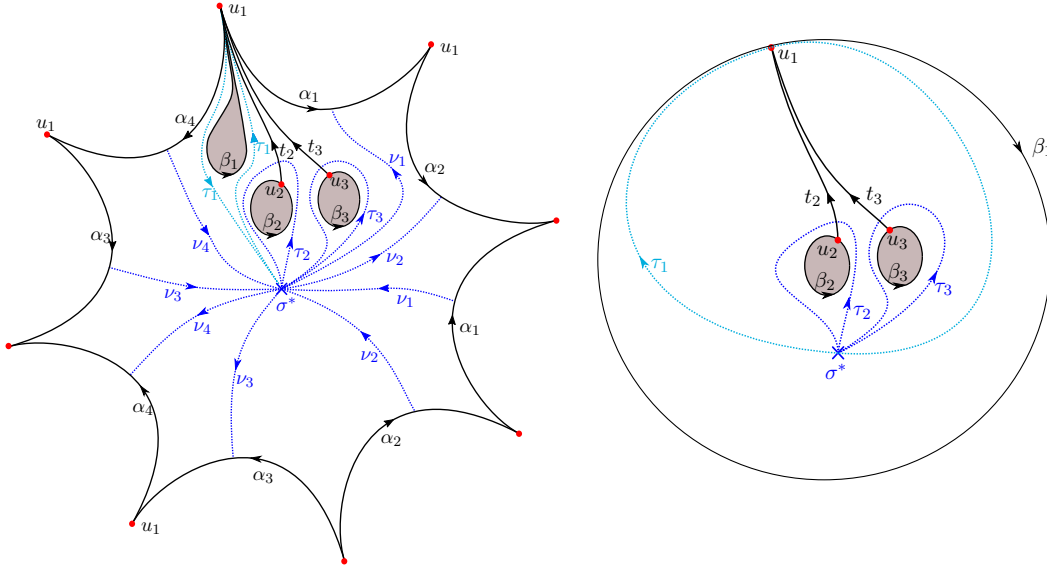 u₁
u₁
α₁
α₄
u₁
β₁
τ₁
t₂
t₃
ν₁
α₂
τ₁
u₂
u₃
β₂
β₃
τ₃
α₃
ν₄
τ₂
ν₂
ν₃
σ*
ν₁
α₁
ν₄
ν₂
ν₃
α₄
α₂
α₃
u₁
β₁
t₂
t₃
u₂
u₃
τ₁
β₂
β₃
τ₃
τ₂
σ*